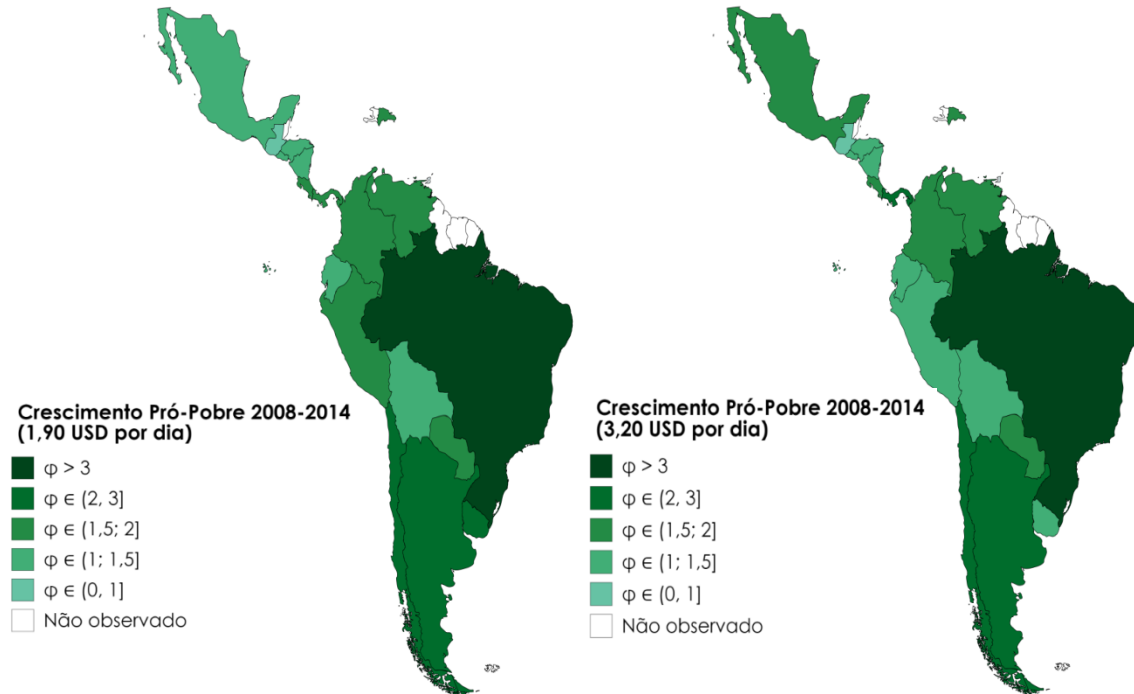 Crescimento Pró-Pobre 2008-2014
(1,90 USD por dia)
φ > 3
φ ∈ (2, 3]
φ ∈ (1,5; 2]
φ ∈ (1; 1,5]
φ ∈ (0, 1]
Não observado
Crescimento Pró-Pobre 2008-2014
(3,20 USD por dia)
φ > 3
φ ∈ (2, 3]
φ ∈ (1,5; 2]
φ ∈ (1; 1,5]
φ ∈ (0, 1]
Não observado